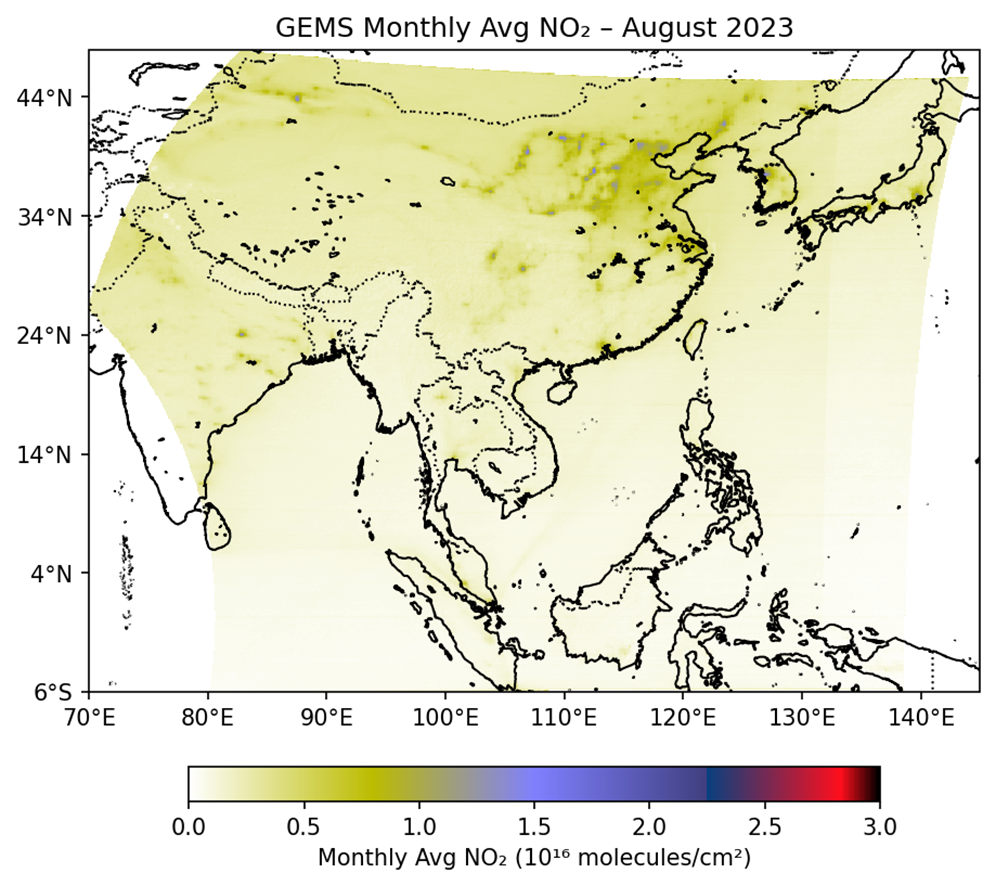 GEMS Monthly Avg NO₂ – August 2023
44°N
34°N
24°N
14°N
4°N
6°S
70°E 80°E 90°E 100°E 110°E 120°E 130°E 140°E
0.0 0.5 1.0 1.5 2.0 2.5 3.0
Monthly Avg NO₂ (10¹⁶ molecules/cm²)